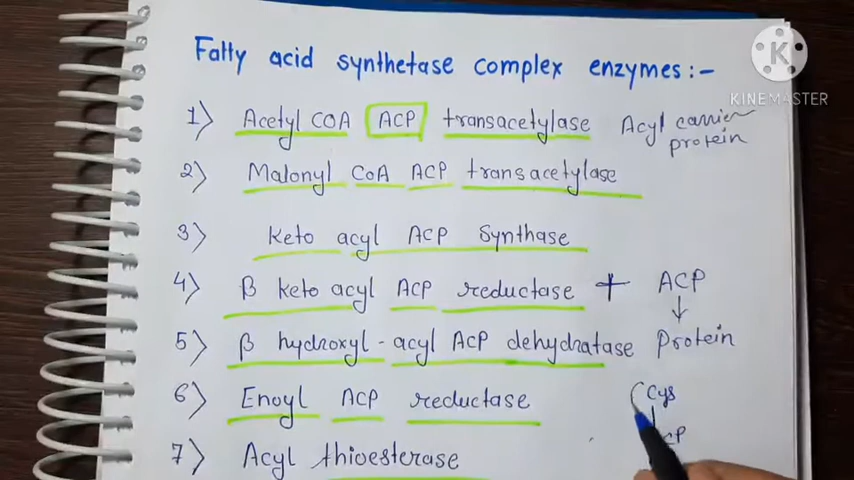 Fatty acid synthetase complex enzymes:-
K
KINEMASTER
1) Acetyl COA ACP transacetylase Acyl carrier protein
2) Malonyl CoA ACP transacetylase
3) Keto acyl ACP Synthase
4) β keto acyl ACP reductase + ACP
↓
5) β hydroxyl-acyl ACP dehydratase Protein
6) Enoyl ACP reductase (Cys
7) Acyl thioesterase